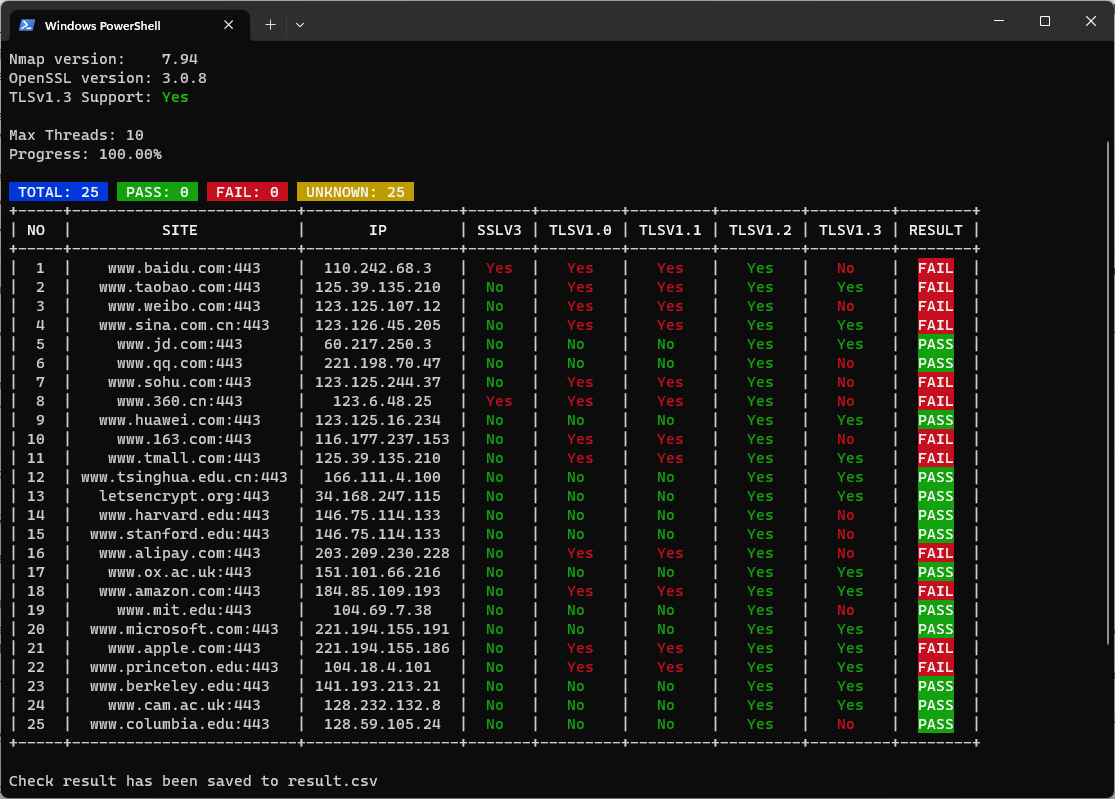 Windows PowerShell
Nmap version:    7.94
OpenSSL version: 3.0.8
TLSv1.3 Support: Yes
Max Threads: 10
Progress: 100.00%
TOTAL: 25 PASS: 0 FAIL: 0 UNKNOWN: 25
| NO | SITE | IP | SSLV3 | TLSV1.0 | TLSV1.1 | TLSV1.2 | TLSV1.3 | RESULT |
| 1 | www.baidu.com:443 | 110.242.68.3 | Yes | Yes | Yes | Yes | No | FAIL |
| 2 | www.taobao.com:443 | 125.39.135.210 | No | Yes | Yes | Yes | Yes | FAIL |
| 3 | www.weibo.com:443 | 123.125.107.12 | No | Yes | Yes | Yes | No | FAIL |
| 4 | www.sina.com.cn:443 | 123.126.45.205 | No | Yes | Yes | Yes | Yes | FAIL |
| 5 | www.jd.com:443 | 60.217.250.3 | No | No | No | Yes | Yes | PASS |
| 6 | www.qq.com:443 | 221.198.70.47 | No | No | No | Yes | No | PASS |
| 7 | www.sohu.com:443 | 123.125.244.37 | No | Yes | Yes | Yes | No | FAIL |
| 8 | www.360.cn:443 | 123.6.48.25 | Yes | Yes | Yes | Yes | No | FAIL |
| 9 | www.huawei.com:443 | 123.125.16.234 | No | No | No | Yes | Yes | PASS |
| 10 | www.163.com:443 | 116.177.237.153 | No | Yes | Yes | Yes | No | FAIL |
| 11 | www.tmall.com:443 | 125.39.135.210 | No | Yes | Yes | Yes | Yes | FAIL |
| 12 | www.tsinghua.edu.cn:443 | 166.111.4.100 | No | No | No | Yes | Yes | PASS |
| 13 | letsencrypt.org:443 | 34.168.247.115 | No | No | No | Yes | Yes | PASS |
| 14 | www.harvard.edu:443 | 146.75.114.133 | No | No | No | Yes | No | PASS |
| 15 | www.stanford.edu:443 | 146.75.114.133 | No | No | No | Yes | No | PASS |
| 16 | www.alipay.com:443 | 203.209.230.228 | No | Yes | Yes | Yes | No | FAIL |
| 17 | www.ox.ac.uk:443 | 151.101.66.216 | No | No | No | Yes | Yes | PASS |
| 18 | www.amazon.com:443 | 184.85.109.193 | No | Yes | Yes | Yes | Yes | FAIL |
| 19 | www.mit.edu:443 | 104.69.7.38 | No | No | No | Yes | No | PASS |
| 20 | www.microsoft.com:443 | 221.194.155.191 | No | No | No | Yes | Yes | PASS |
| 21 | www.apple.com:443 | 221.194.155.186 | No | Yes | Yes | Yes | Yes | FAIL |
| 22 | www.princeton.edu:443 | 104.18.4.101 | No | Yes | Yes | Yes | Yes | FAIL |
| 23 | www.berkeley.edu:443 | 141.193.213.21 | No | No | No | Yes | Yes | PASS |
| 24 | www.cam.ac.uk:443 | 128.232.132.8 | No | No | No | Yes | Yes | PASS |
| 25 | www.columbia.edu:443 | 128.59.105.24 | No | No | No | Yes | No | PASS |
Check result has been saved to result.csv